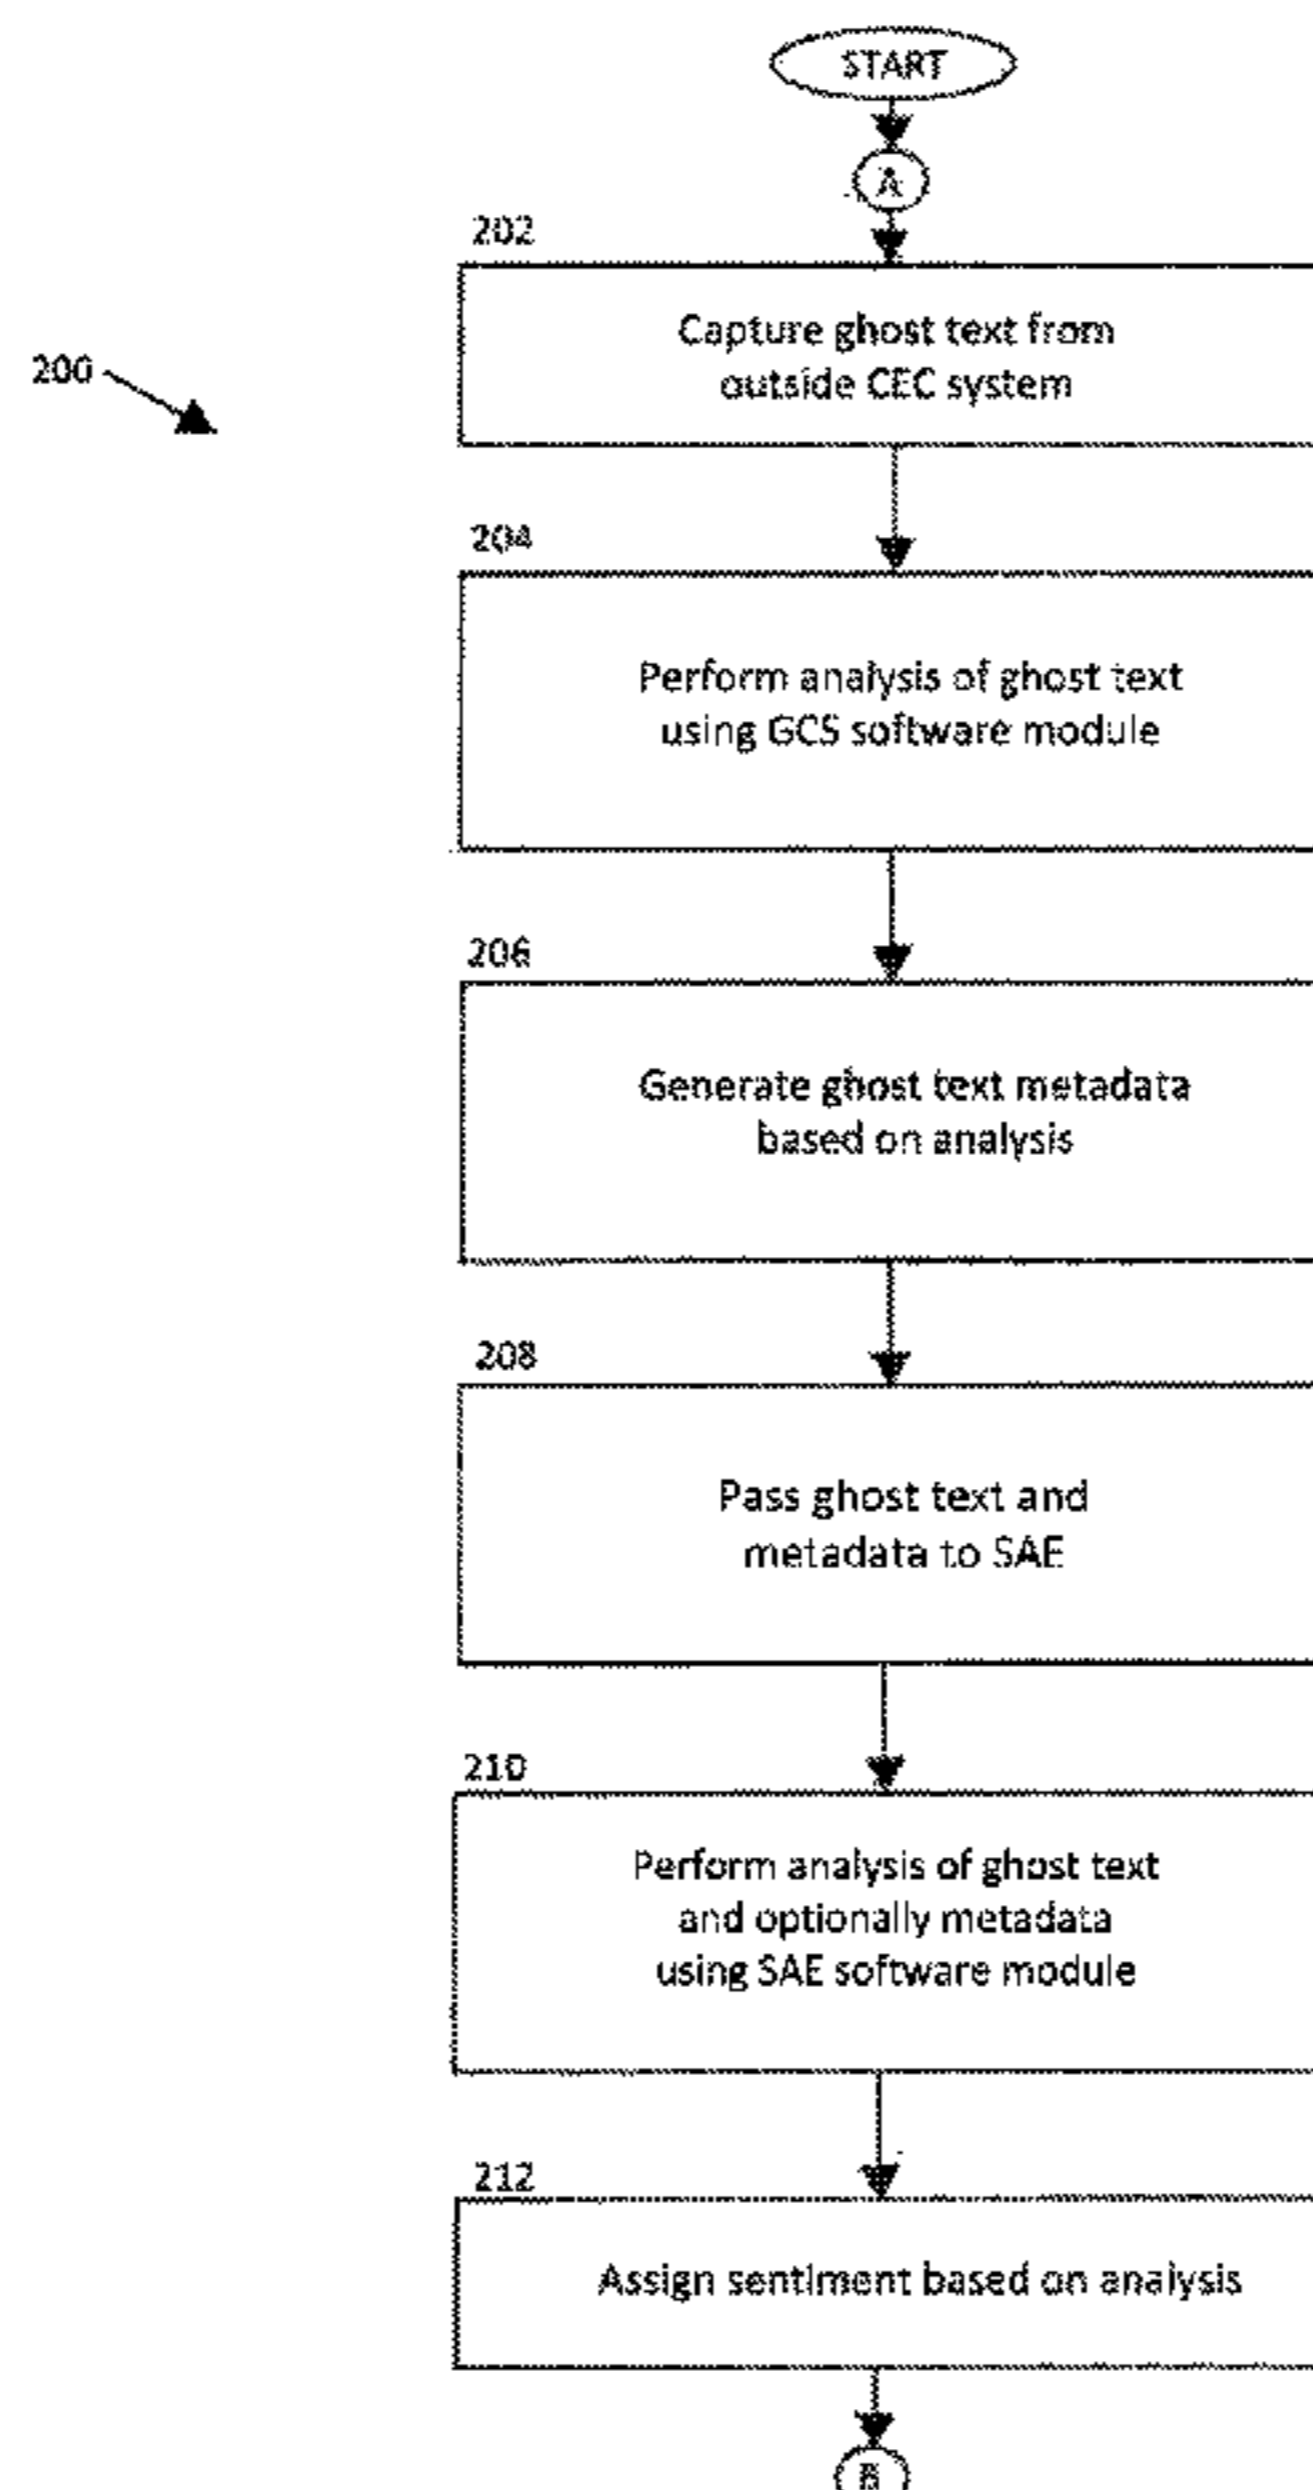 START
A
202
Capture ghost text from
outside CEC system
200
204
Perform analysis of ghost text
using GCS software module
206
Generate ghost text metadata
based on analysis
208
Pass ghost text and
metadata to SAE
210
Perform analysis of ghost text
and optionally metadata
using SAE software module
212
Assign sentiment based on analysis
B